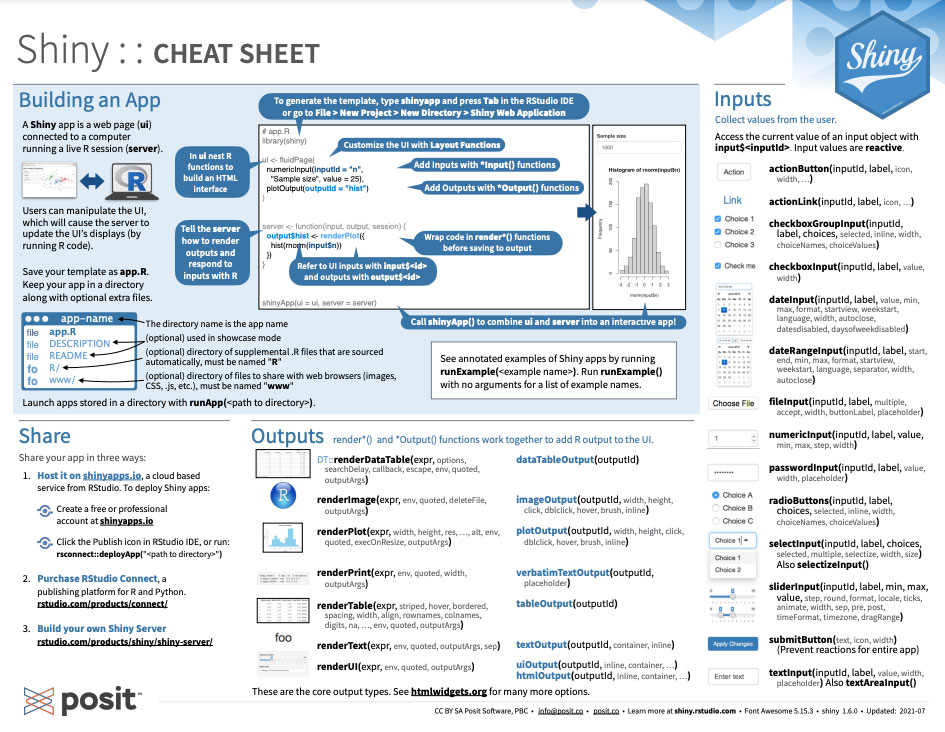 Shiny : : CHEAT SHEET
Shiny
Building an App
A Shiny app is a web page (ui)
connected to a computer
running a live R session (server).
Users can manipulate the UI,
which will cause the server to
update the UI's displays (by
running R code).
Save your template as app.R.
Keep your app in a directory
along with optional extra files.
app-name
file app.R
file DESCRIPTION
file README
fo R/
fo www/
The directory name is the app name
(optional) used in showcase mode
(optional) directory of supplemental .R files that are sourced
automatically, must be named "R"
(optional) directory of files to share with web browsers (images,
CSS, .js, etc.), must be named "www"
Launch apps stored in a directory with runApp(<path to directory>).
To generate the template, type shinyapp and press Tab in the RStudio IDE
or go to File > New Project > New Directory > Shiny Web Application
In ui nest R
functions to
build an HTML
interface
Tell the server
how to render
outputs and
respond to
inputs with R
# app.R
library(shiny)
ui <- fluidPage(
numericInput(inputId = "n",
"Sample size", value = 25),
plotOutput(outputId = "hist")
)
server <- function(input, output, session) {
output$hist <- renderPlot({
hist(rnorm(input$n))
})
}
shinyApp(ui = ui, server = server)
Customize the UI with Layout Functions
Add Inputs with *Input() functions
Add Outputs with *Output() functions
Wrap code in render*() functions
before saving to output
Refer to UI inputs with input$<id>
and outputs with output$<id>
Call shinyApp() to combine ui and server into an interactive app!
Sample size
1000
Histogram of rnorm(input$n)
Frequency
0 50 100 150 200
-3 -2 -1 0 1 2 3
rnorm(input$n)
See annotated examples of Shiny apps by running
runExample(<example name>). Run runExample()
with no arguments for a list of example names.
Share
Share your app in three ways:
1. Host it on shinyapps.io, a cloud based
service from RStudio. To deploy Shiny apps:
Create a free or professional
account at shinyapps.io
Click the Publish icon in RStudio IDE, or run:
rsconnect::deployApp("<path to directory>")
2. Purchase RStudio Connect, a
publishing platform for R and Python.
rstudio.com/products/connect/
3. Build your own Shiny Server
rstudio.com/products/shiny/shiny-server/
Outputs render*() and *Output() functions work together to add R output to the UI.
DT::renderDataTable(expr, options,
searchDelay, callback, escape, env, quoted,
outputArgs)
dataTableOutput(outputId)
renderImage(expr, env, quoted, deleteFile,
outputArgs)
imageOutput(outputId, width, height,
click, dblclick, hover, brush, inline)
renderPlot(expr, width, height, res, …, alt, env,
quoted, execOnResize, outputArgs)
plotOutput(outputId, width, height, click,
dblclick, hover, brush, inline)
renderPrint(expr, env, quoted, width,
outputArgs)
verbatimTextOutput(outputId,
placeholder)
renderTable(expr, striped, hover, bordered,
spacing, width, align, rownames, colnames,
digits, na, …, env, quoted, outputArgs)
tableOutput(outputId)
foo
renderText(expr, env, quoted, outputArgs, sep)
textOutput(outputId, container, inline)
renderUI(expr, env, quoted, outputArgs)
uiOutput(outputId, inline, container, …)
htmlOutput(outputId, inline, container, …)
These are the core output types. See htmlwidgets.org for many more options.
Inputs
Collect values from the user.
Access the current value of an input object with
input$<inputId>. Input values are reactive.
Action
actionButton(inputId, label, icon,
width, …)
Link
actionLink(inputId, label, icon, …)
Choice 1
Choice 2
Choice 3
checkboxGroupInput(inputId,
label, choices, selected, inline, width,
choiceNames, choiceValues)
Check me
checkboxInput(inputId, label, value,
width)
dateInput(inputId, label, value, min,
max, format, startview, weekstart,
language, width, autoclose,
datesdisabled, daysofweekdisabled)
dateRangeInput(inputId, label, start,
end, min, max, format, startview,
weekstart, language, separator, width,
autoclose)
Choose File
fileInput(inputId, label, multiple,
accept, width, buttonLabel, placeholder)
1
numericInput(inputId, label, value,
min, max, step, width)
passwordInput(inputId, label, value,
width, placeholder)
Choice A
Choice B
Choice C
radioButtons(inputId, label,
choices, selected, inline, width,
choiceNames, choiceValues)
Choice 1
Choice 1
Choice 2
selectInput(inputId, label, choices,
selected, multiple, selectize, width, size)
Also selectizeInput()
sliderInput(inputId, label, min, max,
value, step, round, format, locale, ticks,
animate, width, sep, pre, post,
timeFormat, timezone, dragRange)
Apply Changes
submitButton(text, icon, width)
(Prevent reactions for entire app)
Enter text
textInput(inputId, label, value, width,
placeholder) Also textAreaInput()
posit™
CC BY SA Posit Software, PBC • info@posit.co • posit.co • Learn more at shiny.rstudio.com • Font Awesome 5.15.3 • shiny 1.6.0 • Updated: 2021-07